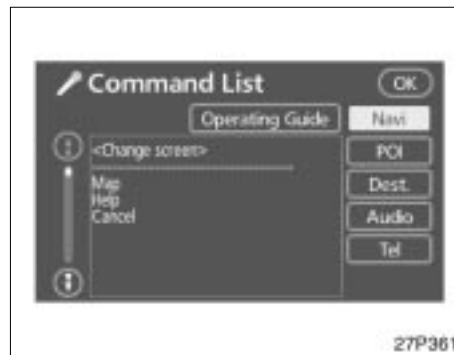 Command List OK
Operating Guide Navi
<Change screen> POI
Map Dest.
Help
Cancel Audio
Tel
27P361